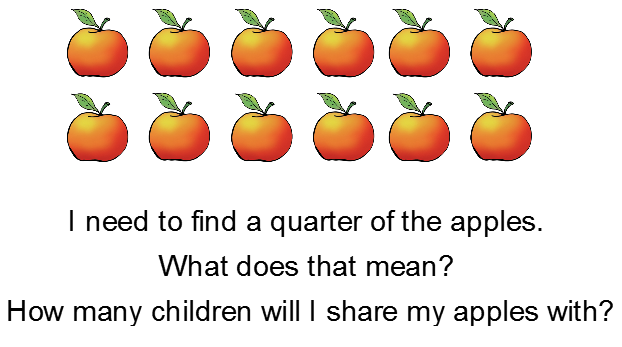 I need to find a quarter of the apples.
What does that mean?
How many children will I share my apples with?